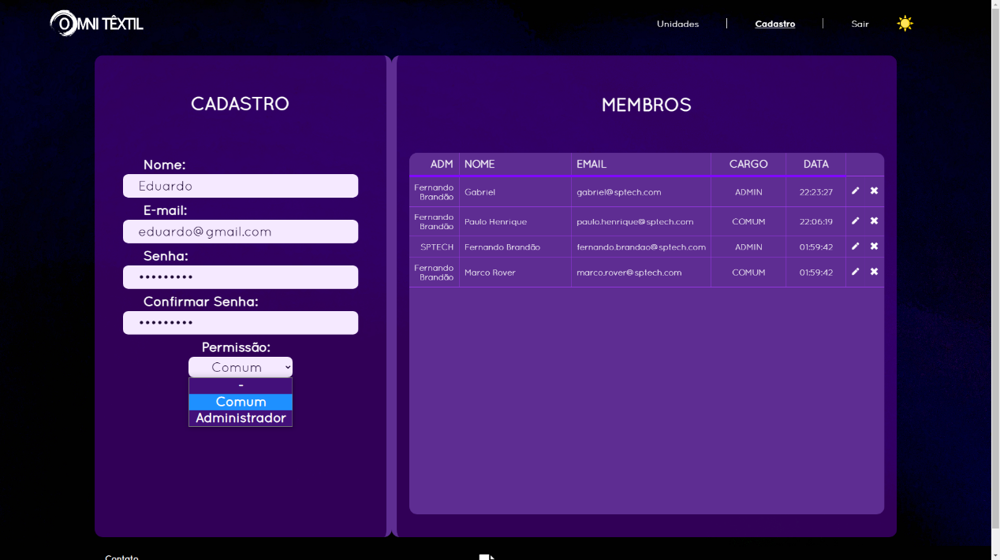 OMNI TÊXTIL
Unidades
Cadastro
Sair
CADASTRO
Nome:
Eduardo
E-mail:
eduardo@gmail.com
Senha:
•••••••••
Confirmar Senha:
•••••••••
Permissão:
Comum
-
Comum
Administrador
MEMBROS
ADM NOME EMAIL CARGO DATA
Fernando
Brandão Gabriel gabriel@sptech.com ADMIN 22:23:27
Fernando
Brandão Paulo Henrique paulo.henrique@sptech.com COMUM 22:06:19
SPTECH Fernando Brandão fernando.brandao@sptech.com ADMIN 01:59:42
Fernando
Brandão Marco Rover marco.rover@sptech.com COMUM 01:59:42
Contato